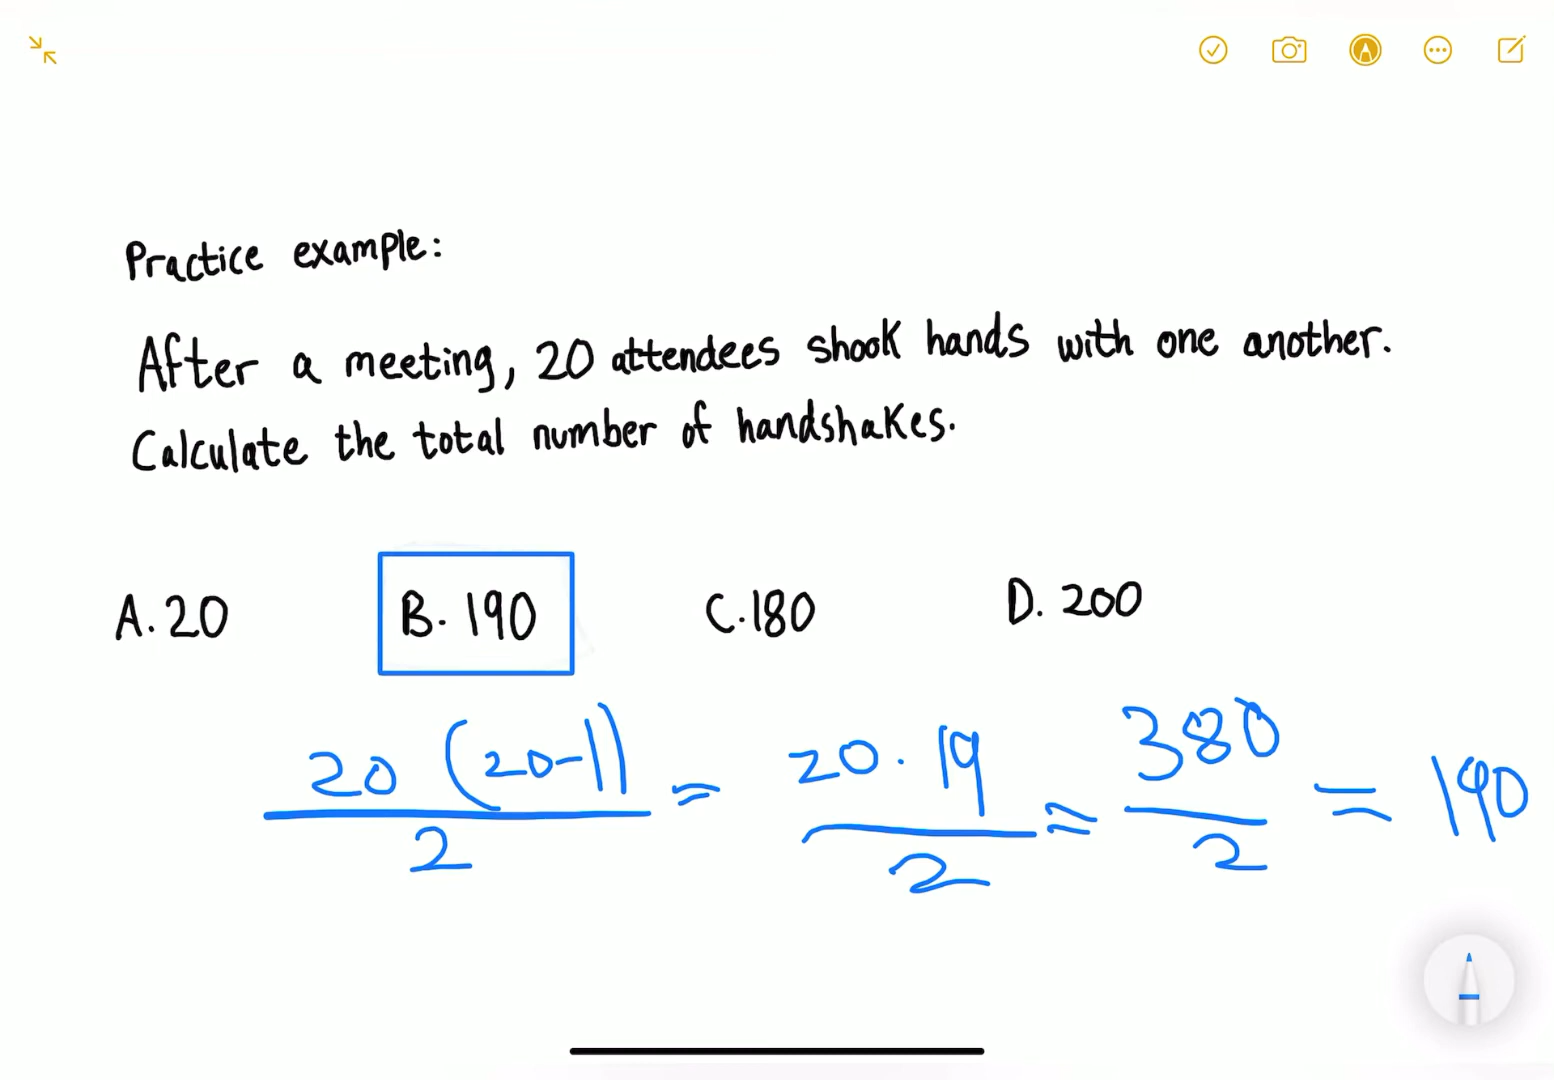 Practice example:
After a meeting, 20 attendees shook hands with one another.
Calculate the total number of handshakes.
A. 20 B. 190 C. 180 D. 200
20 (20-1) / 2 = 20 · 19 / 2 = 380 / 2 = 190